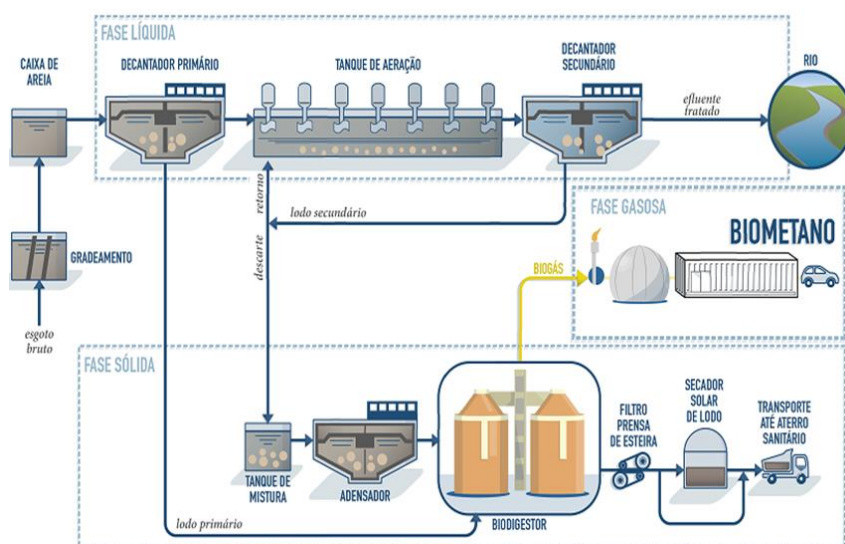 FASE LÍQUIDA
CAIXA DE
AREIA
DECANTADOR PRIMÁRIO
TANQUE DE AERAÇÃO
DECANTADOR
SECUNDÁRIO
RIO
efluente
tratado
GRADEAMENTO
esgoto
bruto
retorno
descarte
lodo secundário
FASE GASOSA
BIOMETANO
BIOGÁS
FASE SÓLIDA
TANQUE DE
MISTURA
ADENSADOR
BIODIGESTOR
FILTRO
PRENSA
DE ESTEIRA
SECADOR
SOLAR
DE LODO
TRANSPORTE
ATÉ ATERRO
SANITÁRIO
lodo primário